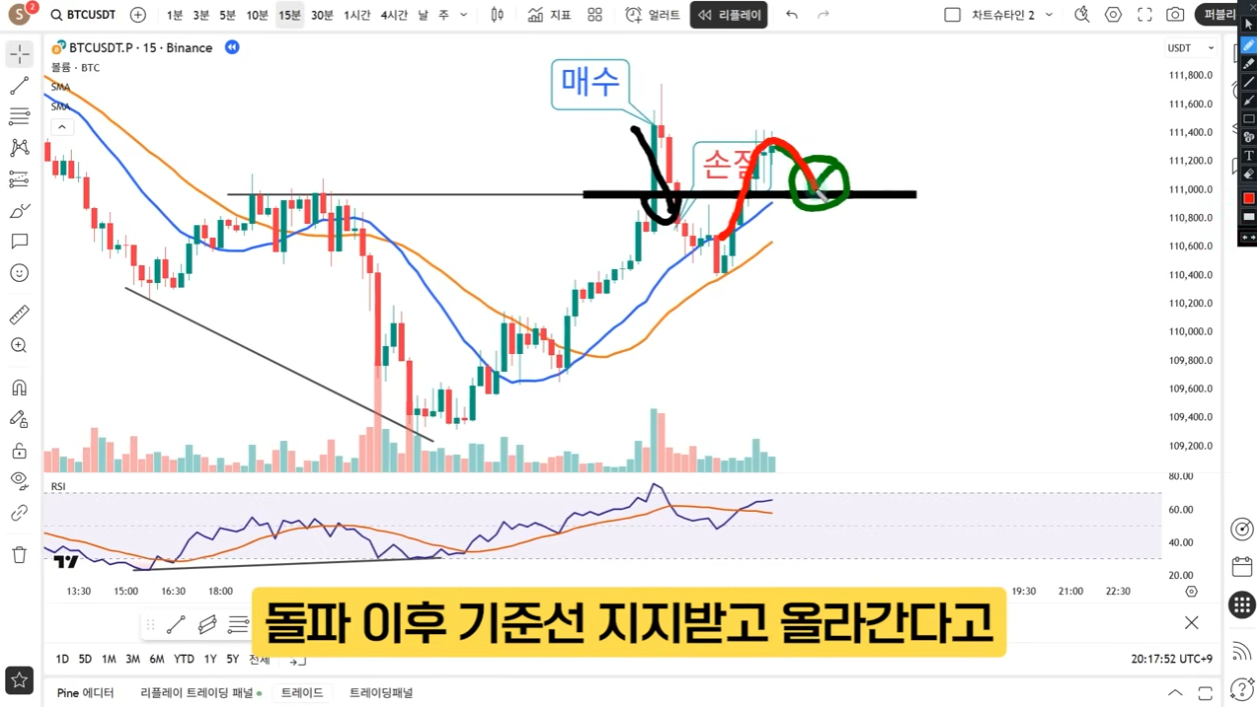 S 2 BTCUSDT 1분 3분 5분 10분 15분 30분 1시간 4시간 날 주 지표 얼러트 리플레이 차트슈타인 2 퍼블리
BTCUSDT.P · 15 · Binance
볼륨 · BTC
SMA
SMA
매수
손절
USDT
111,800.0
111,600.0
111,400.0
111,200.0
111,000.0
110,800.0
110,600.0
110,400.0
110,200.0
110,000.0
109,800.0
109,600.0
109,400.0
109,200.0
RSI
80.00
60.00
40.00
20.00
13:30 15:00 16:30 18:00 19:30 21:00 22:30
돌파 이후 기준선 지지받고 올라간다고
1D 5D 1M 3M 6M YTD 1Y 5Y 전체
20:17:52 UTC+9
Pine 에디터 리플레이 트레이딩 패널 트레이드 트레이딩패널